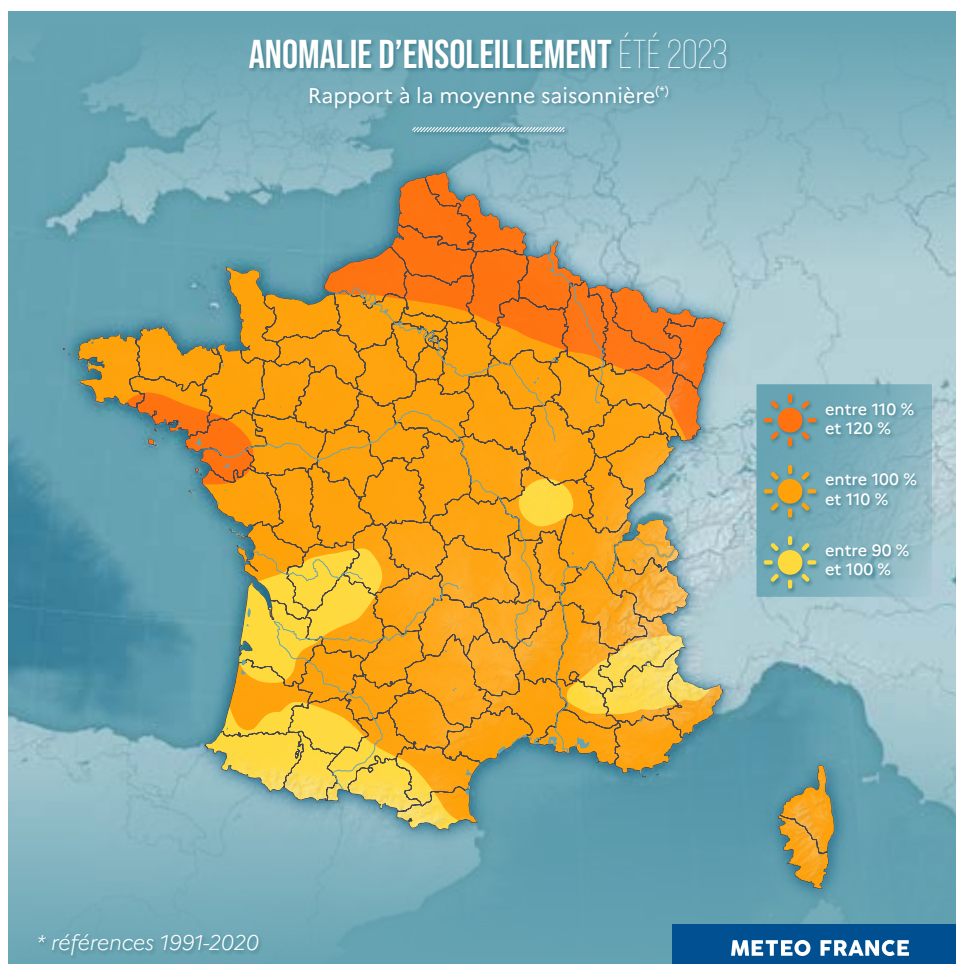 ANOMALIE D'ENSOLEILLEMENT ÉTÉ 2023
Rapport à la moyenne saisonnière(*)
entre 110 %
et 120 %
entre 100 %
et 110 %
entre 90 %
et 100 %
* références 1991-2020
METEO FRANCE